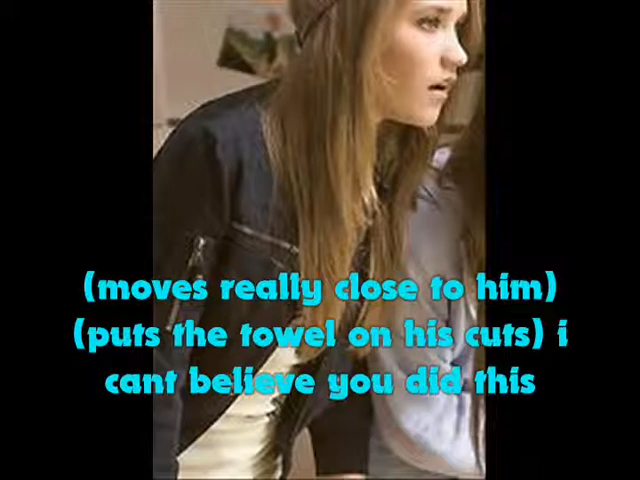 (moves really close to him)
(puts the towel on his cuts) i
cant believe you did this